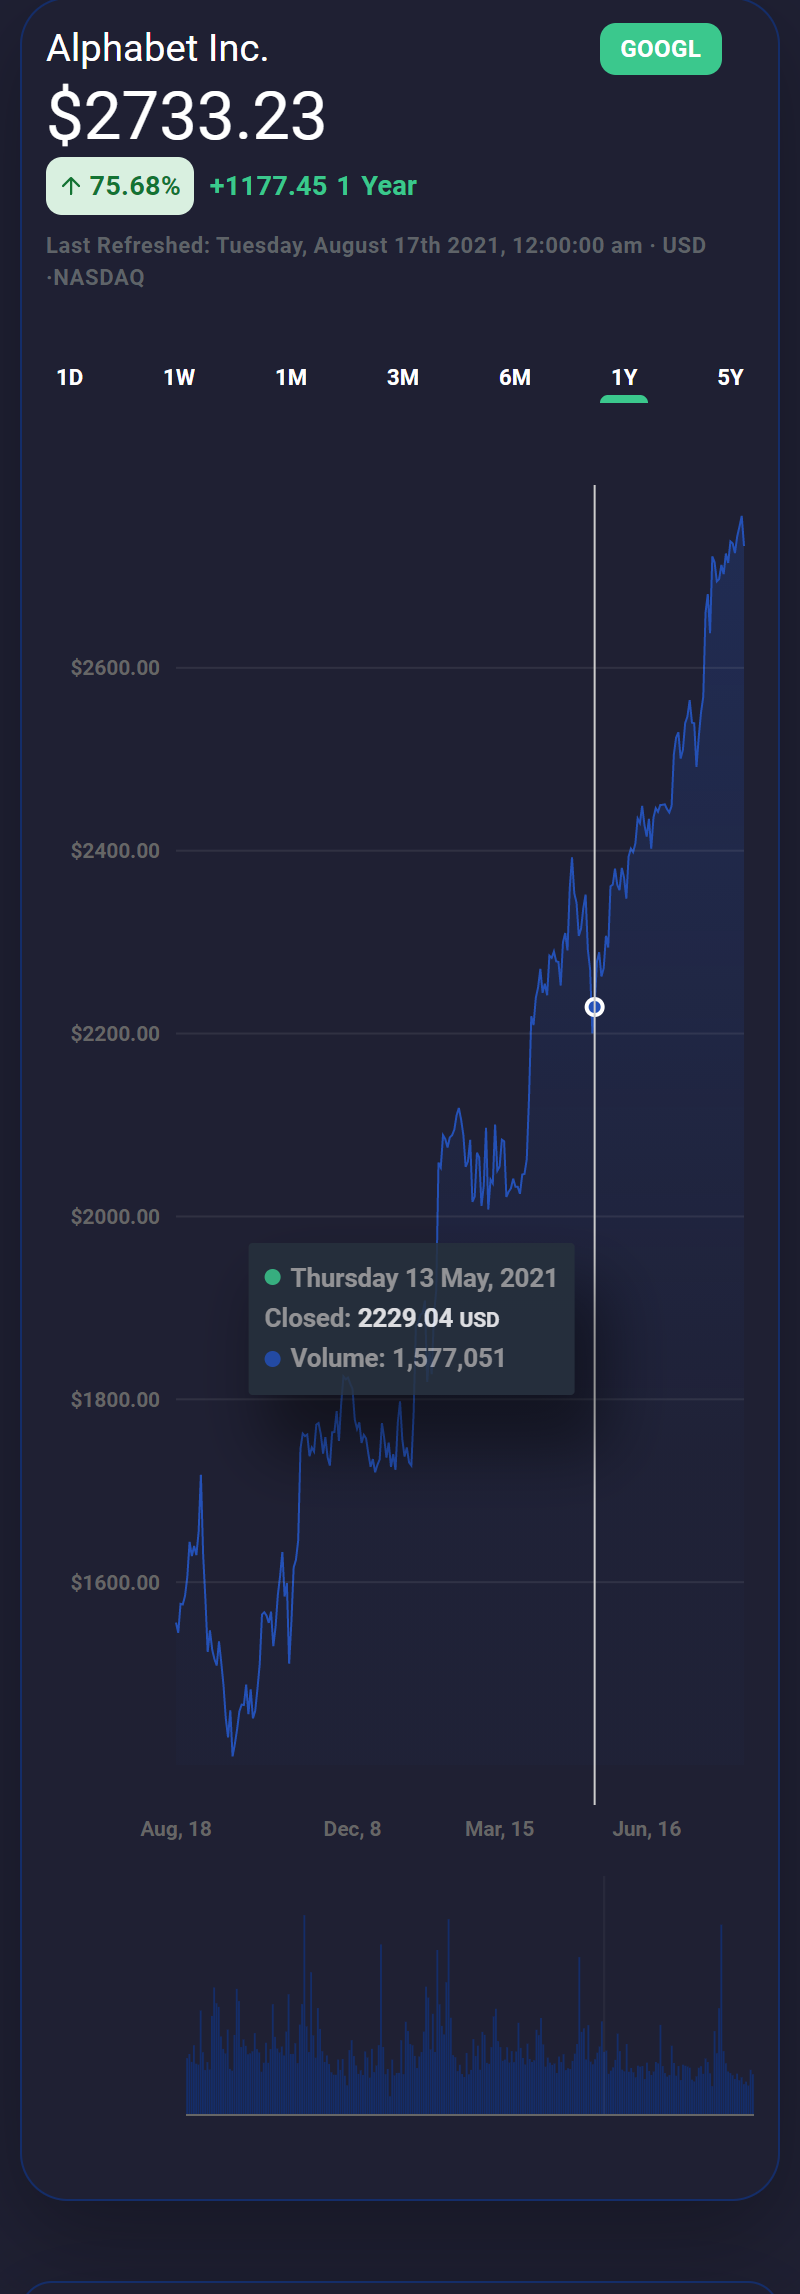 Alphabet Inc.
GOOGL
$2733.23
↑ 75.68% +1177.45 1 Year
Last Refreshed: Tuesday, August 17th 2021, 12:00:00 am · USD
·NASDAQ
1D 1W 1M 3M 6M 1Y 5Y
$2600.00
$2400.00
$2200.00
$2000.00
Thursday 13 May, 2021
Closed: 2229.04 USD
Volume: 1,577,051
$1800.00
$1600.00
Aug, 18 Dec, 8 Mar, 15 Jun, 16